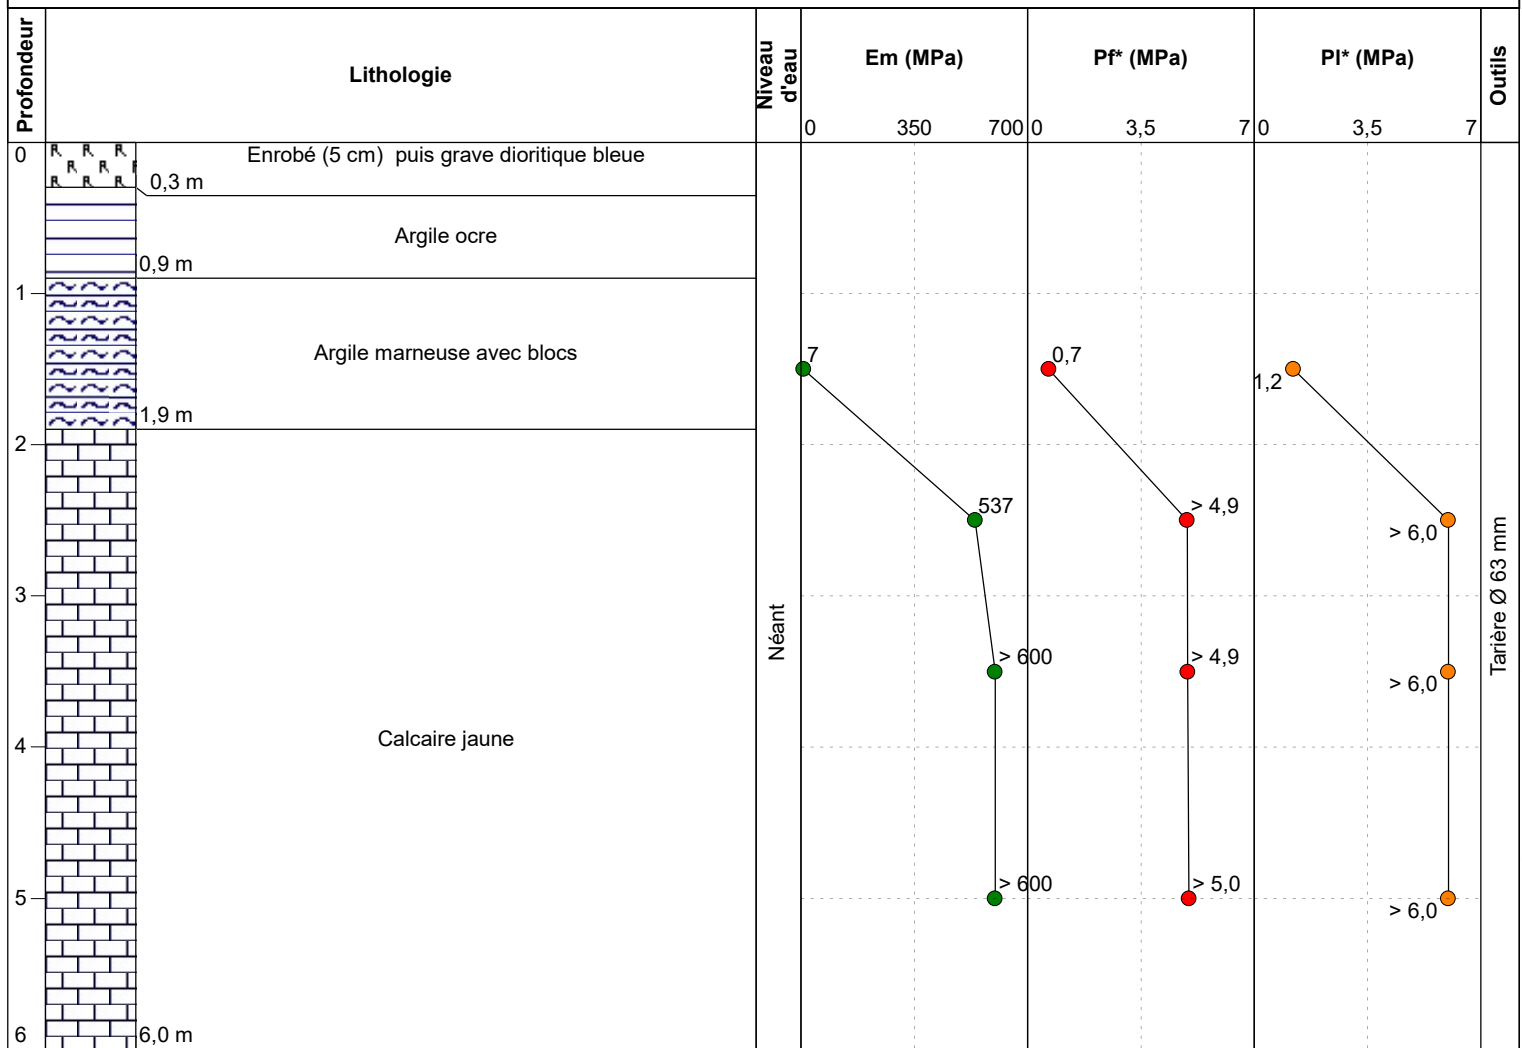 Profondeur
Lithologie
Niveau
d'eau
Em (MPa)
Pf* (MPa)
Pl* (MPa)
Outils
0 350 700
0 3,5 7
0 3,5 7
0
Enrobé (5 cm)  puis grave dioritique bleue
0,3 m
Argile ocre
0,9 m
1
Argile marneuse avec blocs
7
0,7
1,2
1,9 m
2
537
> 4,9
> 6,0
3
Néant
Tarière Ø 63 mm
> 600
> 4,9
> 6,0
Calcaire jaune
4
> 600
> 5,0
> 6,0
5
6
6,0 m